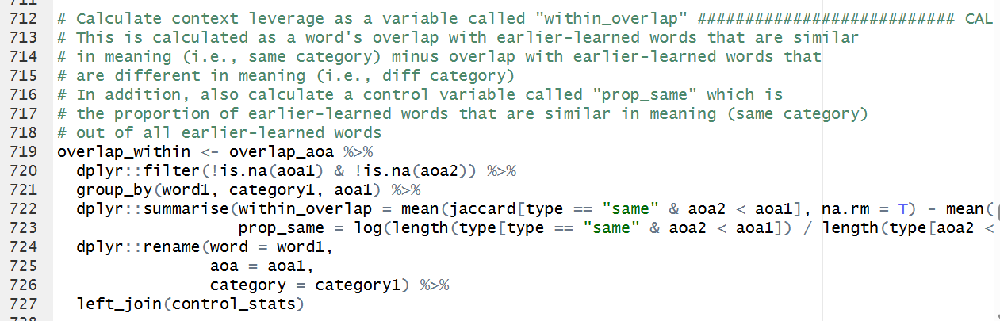 712 # Calculate context leverage as a variable called "within_overlap" ########################### CAL
713 # This is calculated as a word's overlap with earlier-learned words that are similar
714 # in meaning (i.e., same category) minus overlap with earlier-learned words that
715 # are different in meaning (i.e., diff category)
716 # In addition, also calculate a control variable called "prop_same" which is
717 # the proportion of earlier-learned words that are similar in meaning (same category)
718 # out of all earlier-learned words
719 overlap_within <- overlap_aoa %>%
720   dplyr::filter(!is.na(aoa1) & !is.na(aoa2)) %>%
721   group_by(word1, category1, aoa1) %>%
722   dplyr::summarise(within_overlap = mean(jaccard[type == "same" & aoa2 < aoa1], na.rm = T) - mean(
723                    prop_same = log(length(type[type == "same" & aoa2 < aoa1]) / length(type[aoa2 <
724   dplyr::rename(word = word1,
725                 aoa = aoa1,
726                 category = category1) %>%
727   left_join(control_stats)